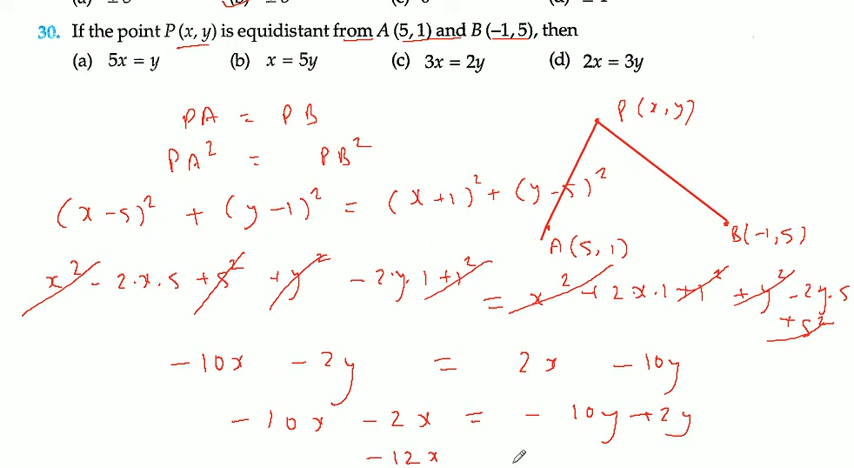 30. If the point P (x, y) is equidistant from A (5, 1) and B (–1, 5), then
(a) 5x = y (b) x = 5y (c) 3x = 2y (d) 2x = 3y
PA = PB
P(x,y)
PA² = PB²
(x-5)² + (y-1)² = (x+1)² + (y-5)²
A(5,1)
B(-1,5)
x² - 2·x·5 + 5² + y² - 2·y·1 + 1² = x² + 2·x·1 + 1² + y² - 2y·5
+ 5²
-10x - 2y = 2x - 10y
-10x - 2x = -10y + 2y
-12x